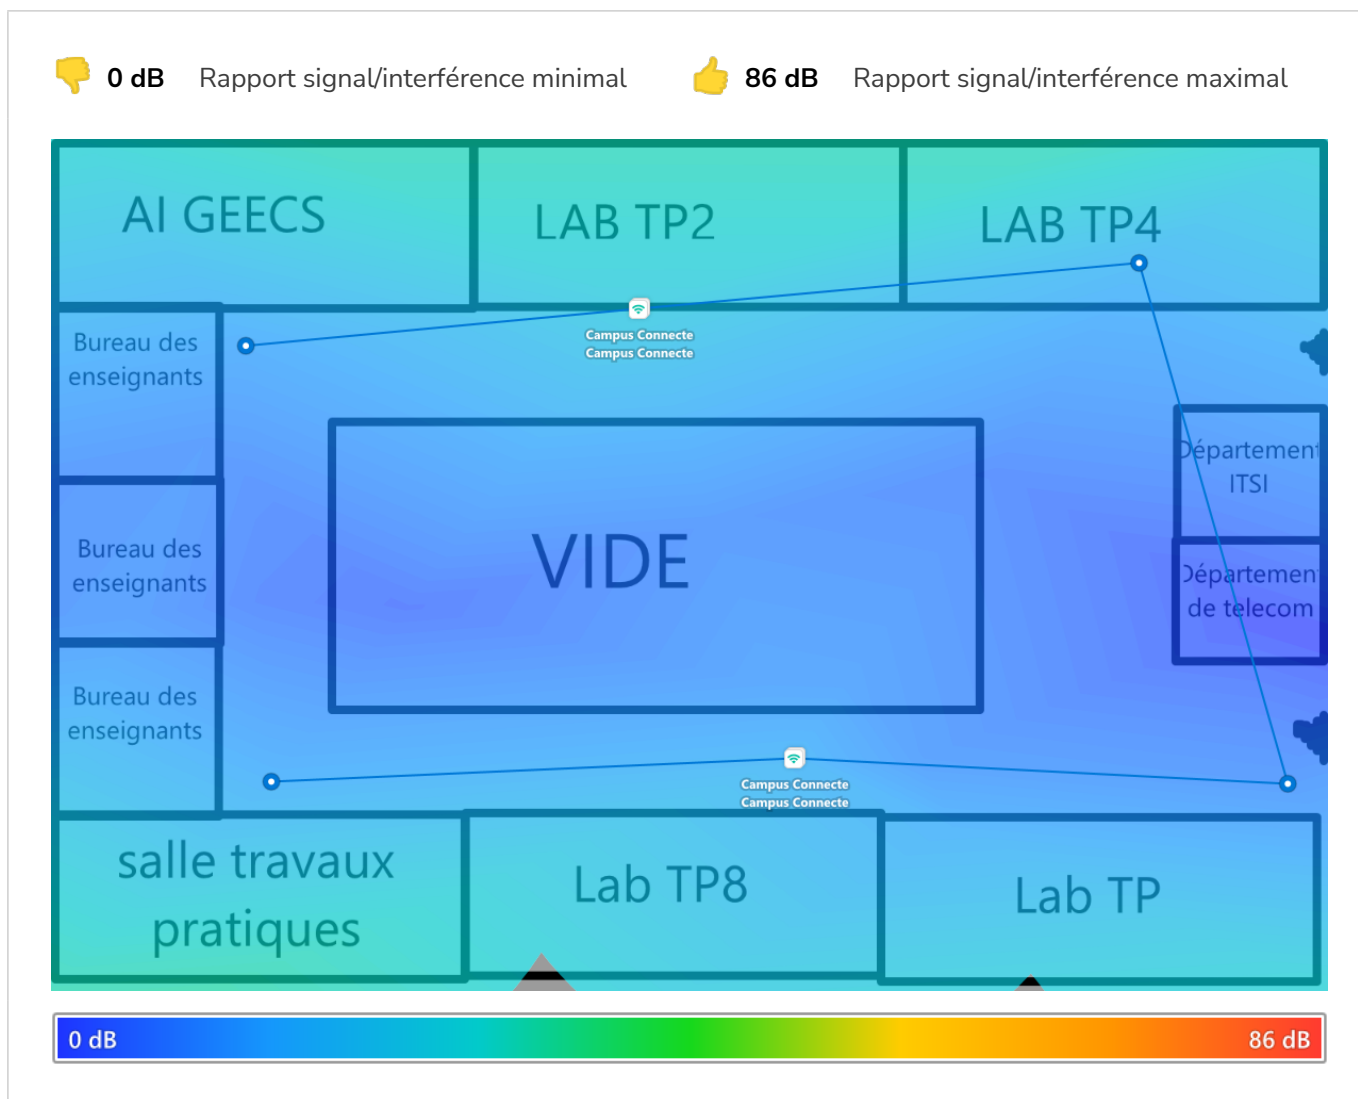 0 dB Rapport signal/interférence minimal 86 dB Rapport signal/interférence maximal
AI GEECS
LAB TP2
LAB TP4
Campus Connecte
Campus Connecte
Bureau des
enseignants
Département
ITSI
VIDE
Bureau des
enseignants
Départemen
de telecom
Bureau des
enseignants
Campus Connecte
Campus Connecte
salle travaux
pratiques
Lab TP8
Lab TP
0 dB
86 dB